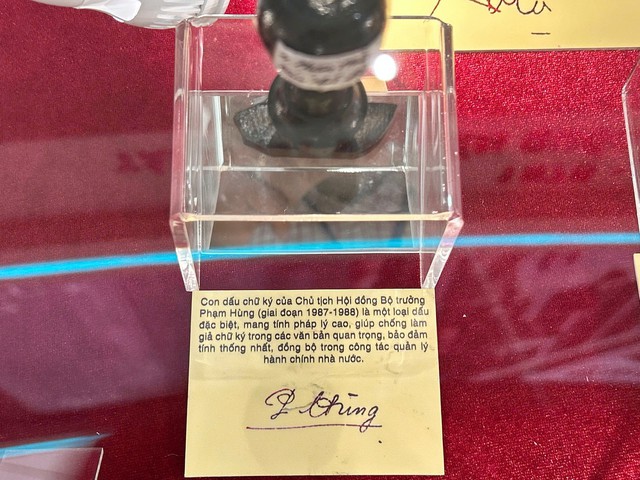 Con dấu chữ ký của Chủ tịch Hội đồng Bộ trưởng
Phạm Hùng (giai đoạn 1987-1988) là một loại dấu
đặc biệt, mang tính pháp lý cao, giúp chống làm
giả chữ ký trong các văn bản quan trọng, bảo đảm
tính thống nhất, đồng bộ trong công tác quản lý
hành chính nhà nước.
P Hùng